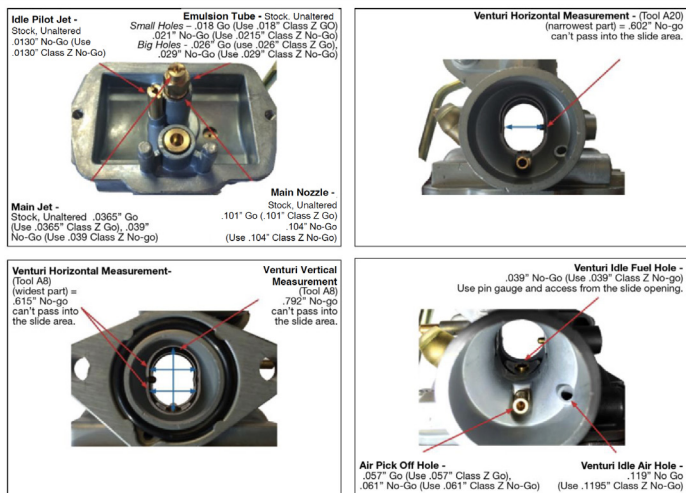 Idle Pilot Jet -
Stock, Unaltered
.0130" No-Go (Use
.0130" Class Z No-Go)
Emulsion Tube - Stock. Unaltered
Small Holes – .018 Go (Use .018" Class Z GO)
.021" No-Go (Use .0215" Class Z No-Go)
Big Holes - .026" Go (use .026" Class Z Go),
.029" No-Go (Use .029" Class Z No-Go)
Main Jet -
Stock, Unaltered .0365" Go
(Use .0365" Class Z Go), .039"
No-Go (Use .039 Class Z No-go)
Main Nozzle -
Stock, Unaltered
.101" Go (.101" Class Z Go)
.104" No-Go
(Use .104" Class Z No-Go)
Venturi Horizontal Measurement - (Tool A20)
(narrowest part) = .602" No-go
can't pass into the slide area.
Venturi Horizontal Measurement-
(Tool A8)
(widest part) =
.615" No-go
can't pass into
the slide area.
Venturi Vertical
Measurement
(Tool A8)
.792" No-go
can't pass into
the slide area.
Venturi Idle Fuel Hole -
.039" No-Go (Use .039" Class Z No-go)
Use pin gauge and access from the slide opening.
Air Pick Off Hole -
.057" Go (Use .057" Class Z Go),
.061" No-Go (Use .061" Class Z No-Go)
Venturi Idle Air Hole -
.119" No Go
(Use .1195" Class Z No-Go)